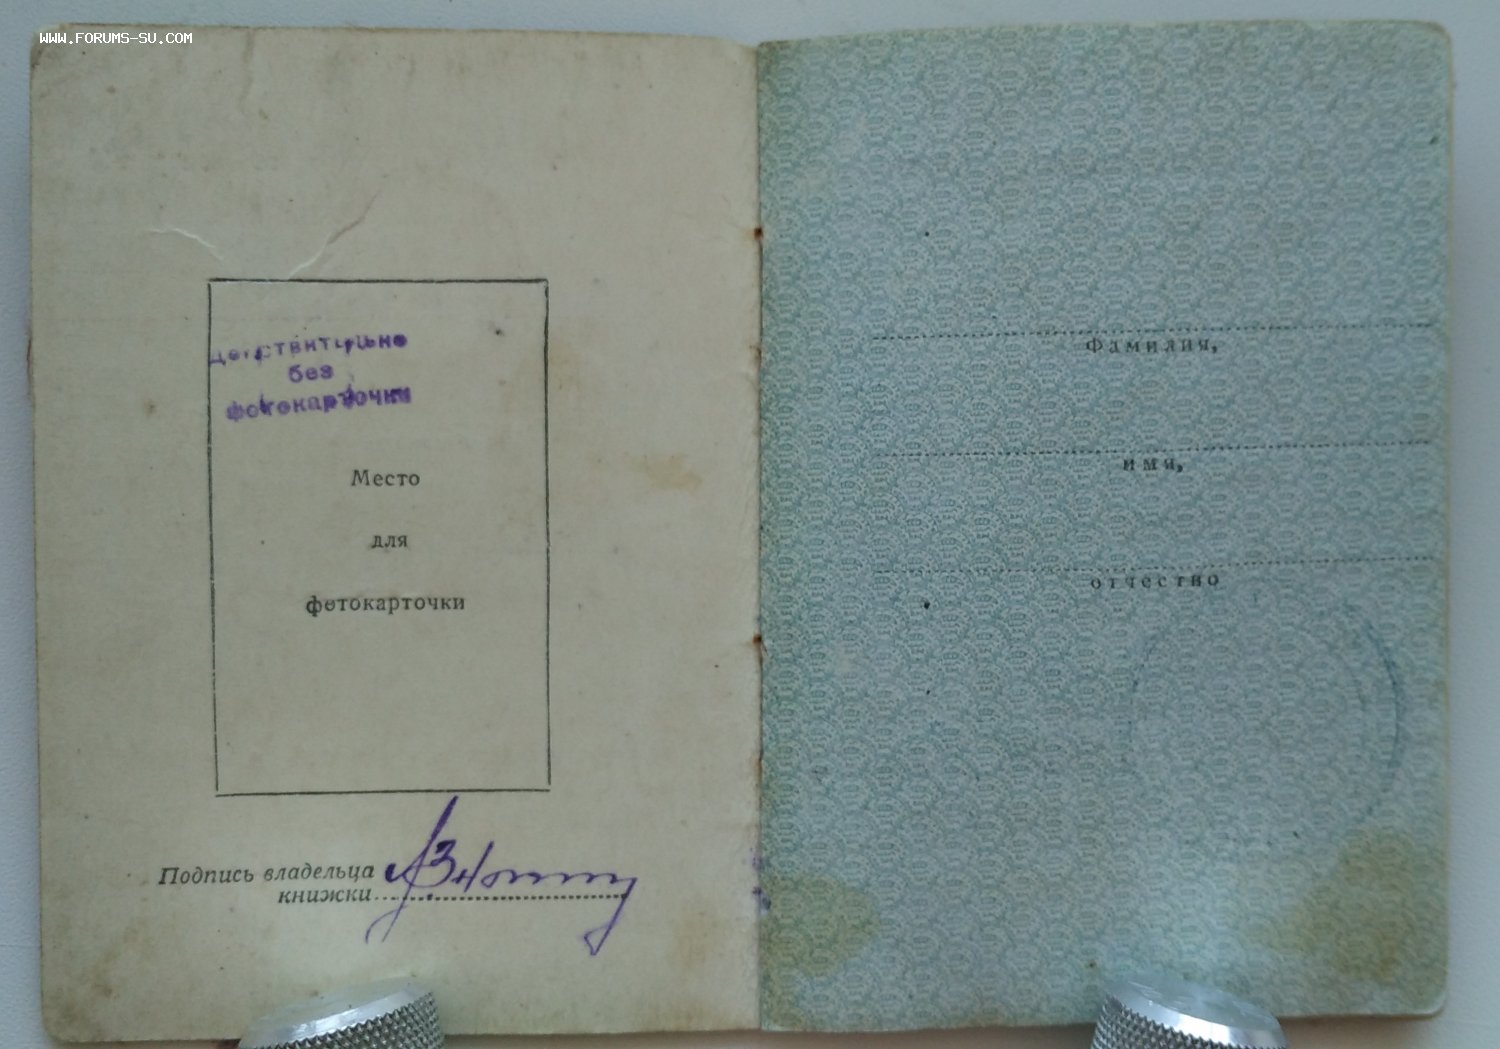 WWW.FORUMS-SU.COM
Действительно
без
фотокарточки
Место
для
фотокарточки
Подпись владельца
книжки
Фамилия,
имя,
отчество